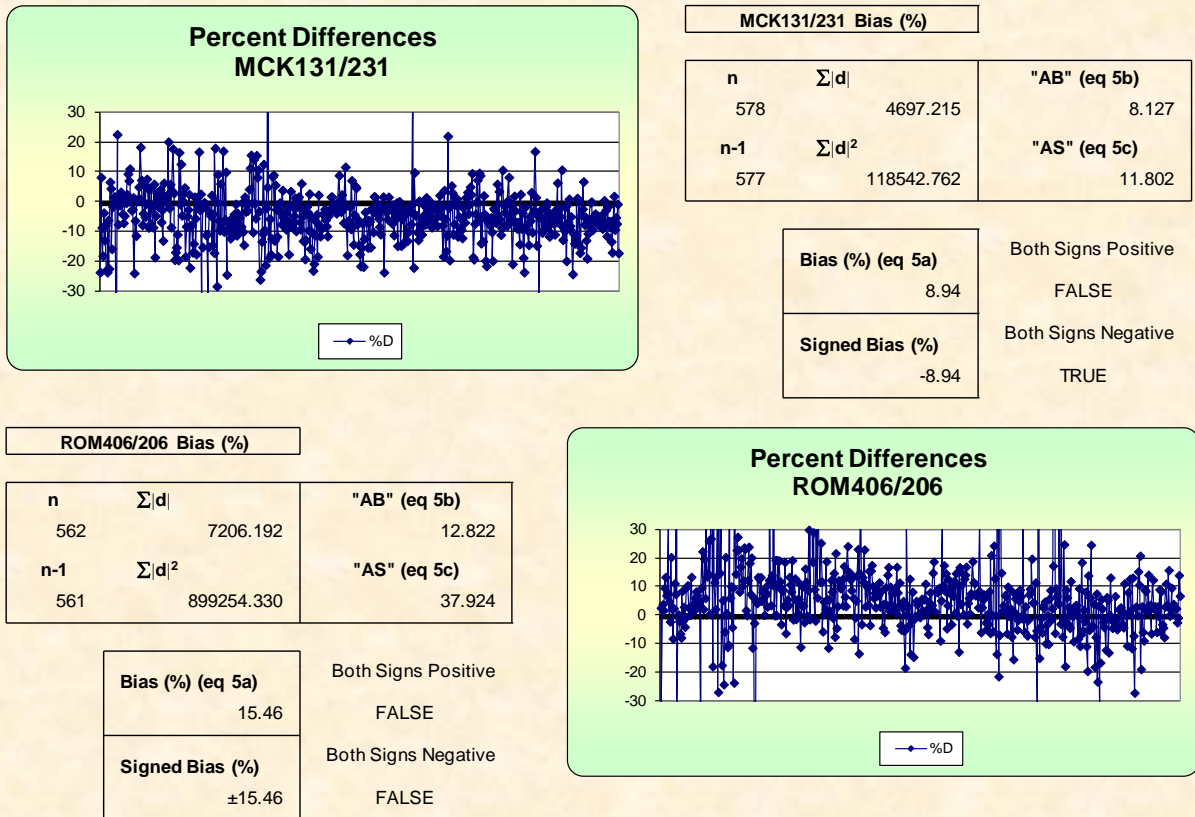 Percent Differences
MCK131/231
30
20
10
0
-10
-20
-30
%D
MCK131/231 Bias (%)
n Σ|d| "AB" (eq 5b)
578 4697.215 8.127
n-1 Σ|d|² "AS" (eq 5c)
577 118542.762 11.802
Bias (%) (eq 5a)
8.94
Signed Bias (%)
-8.94
Both Signs Positive
FALSE
Both Signs Negative
TRUE
ROM406/206 Bias (%)
n Σ|d| "AB" (eq 5b)
562 7206.192 12.822
n-1 Σ|d|² "AS" (eq 5c)
561 899254.330 37.924
Bias (%) (eq 5a)
15.46
Signed Bias (%)
±15.46
Both Signs Positive
FALSE
Both Signs Negative
FALSE
Percent Differences
ROM406/206
30
20
10
0
-10
-20
-30
%D